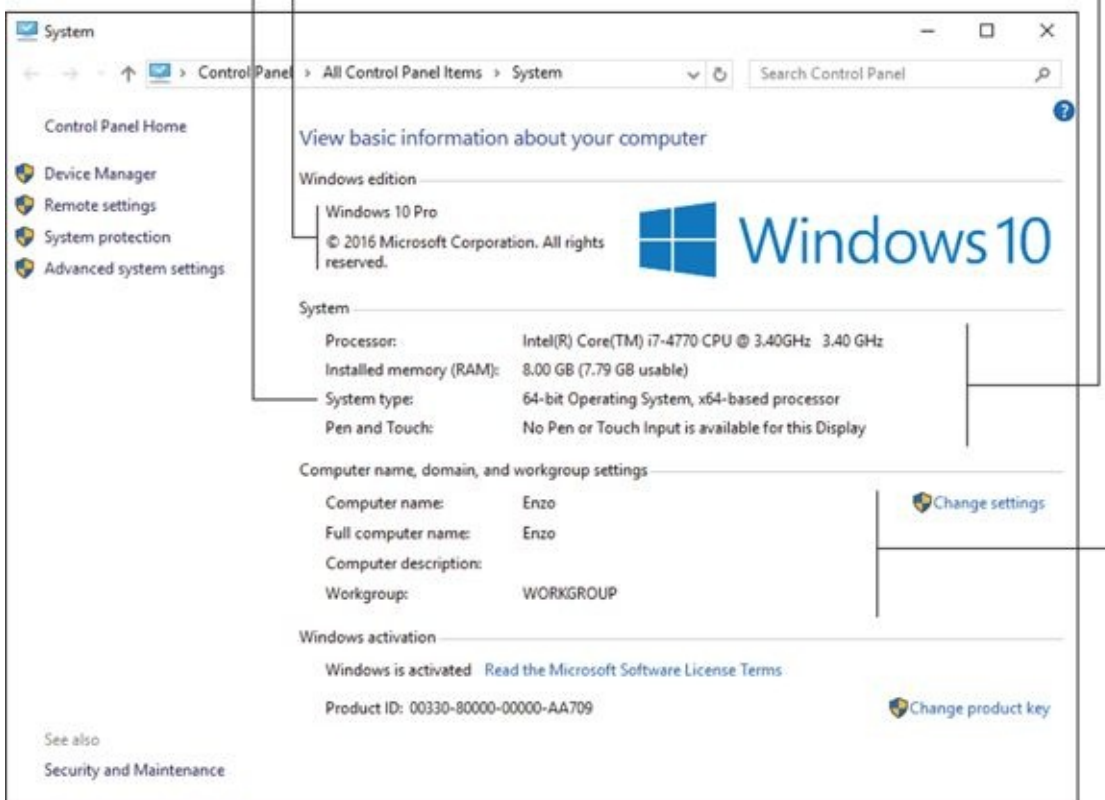 System
Control Panel › All Control Panel Items › System
Search Control Panel
Control Panel Home
Device Manager
Remote settings
System protection
Advanced system settings
See also
Security and Maintenance
?
View basic information about your computer
Windows edition
Windows 10 Pro
© 2016 Microsoft Corporation. All rights
reserved.
Windows 10
System
Processor: Intel(R) Core(TM) i7-4770 CPU @ 3.40GHz 3.40 GHz
Installed memory (RAM): 8.00 GB (7.79 GB usable)
System type: 64-bit Operating System, x64-based processor
Pen and Touch: No Pen or Touch Input is available for this Display
Computer name, domain, and workgroup settings
Computer name: Enzo
Change settings
Full computer name: Enzo
Computer description:
Workgroup: WORKGROUP
Windows activation
Windows is activated Read the Microsoft Software License Terms
Product ID: 00330-80000-00000-AA709
Change product key